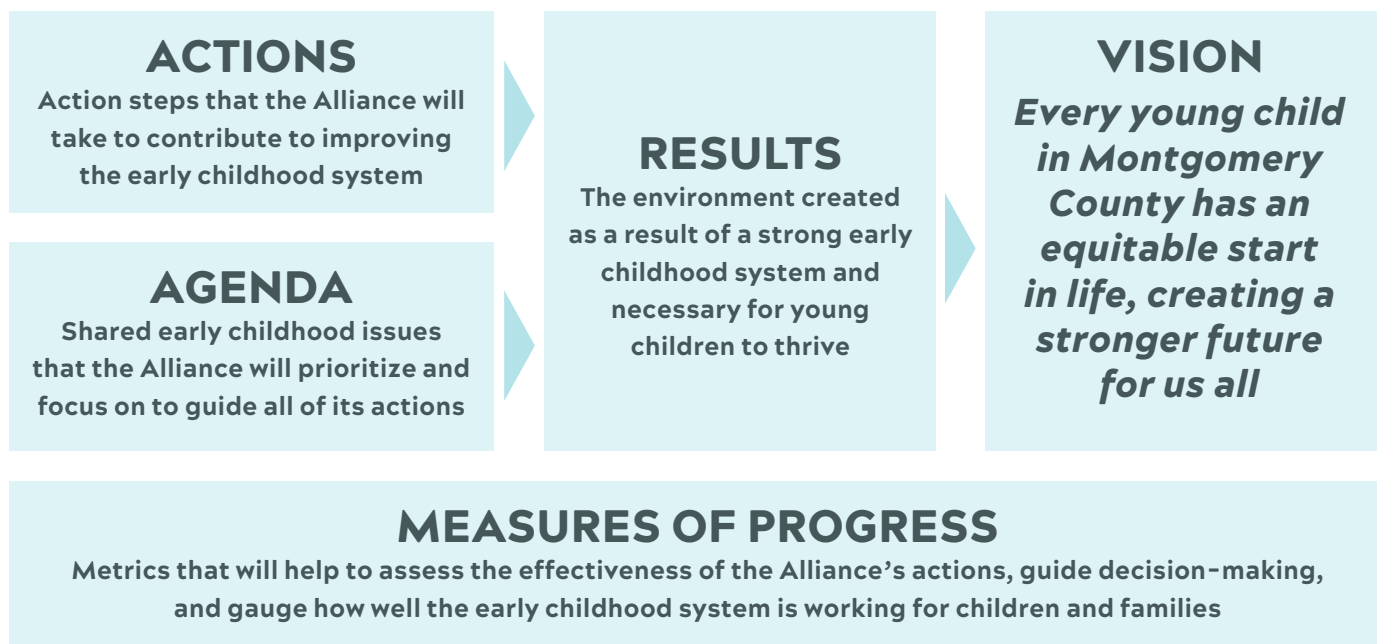 ACTIONS
Action steps that the Alliance will
take to contribute to improving
the early childhood system
AGENDA
Shared early childhood issues
that the Alliance will prioritize and
focus on to guide all of its actions
RESULTS
The environment created
as a result of a strong early
childhood system and
necessary for young
children to thrive
VISION
Every young child
in Montgomery
County has an
equitable start
in life, creating a
stronger future
for us all
MEASURES OF PROGRESS
Metrics that will help to assess the effectiveness of the Alliance’s actions, guide decision-making,
and gauge how well the early childhood system is working for children and families